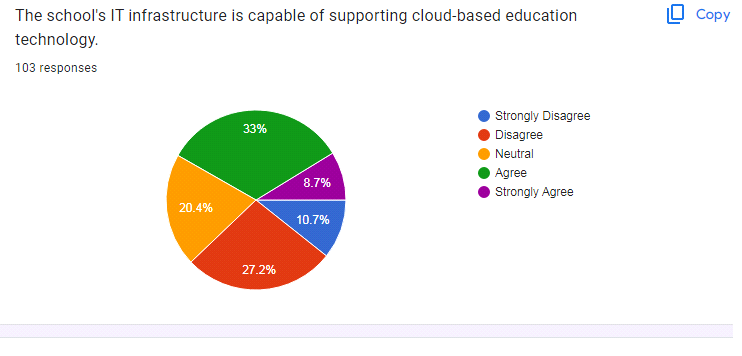 The school's IT infrastructure is capable of supporting cloud-based education
technology.
Copy
103 responses
33%
8.7%
20.4%
10.7%
27.2%
Strongly Disagree
Disagree
Neutral
Agree
Strongly Agree